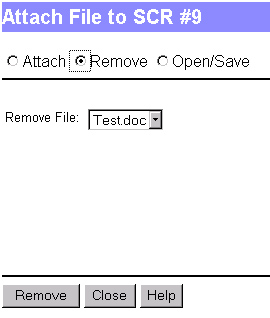 Attach File to SCR #9
Attach Remove Open/Save
Remove File: Test.doc
Remove Close Help